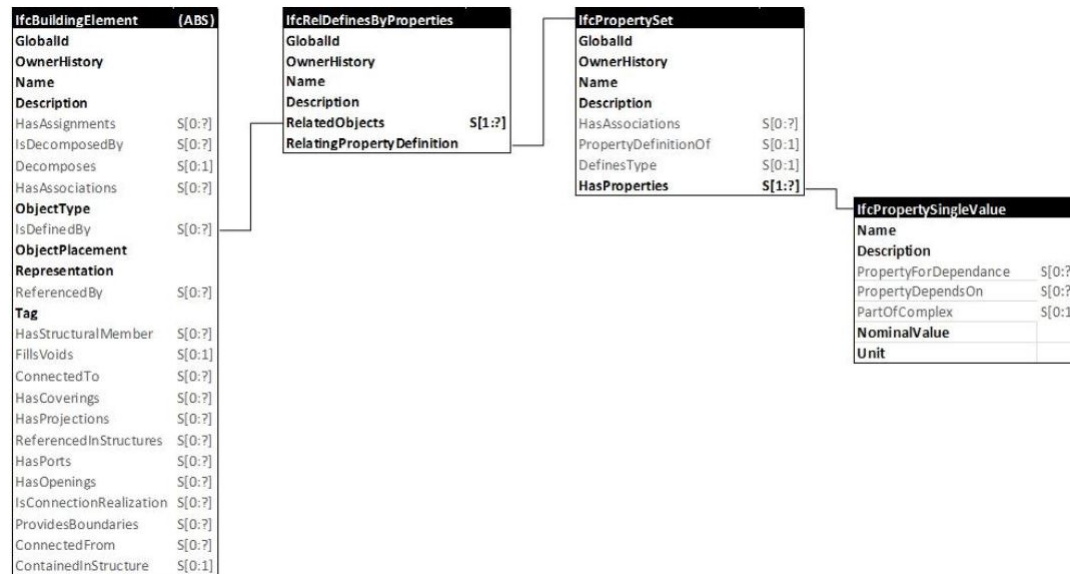 IfcBuildingElement (ABS)
GlobalId
OwnerHistory
Name
Description
HasAssignments S[0:?]
IsDecomposedBy S[0:?]
Decomposes S[0:1]
HasAssociations S[0:?]
ObjectType
IsDefinedBy S[0:?]
ObjectPlacement
Representation
ReferencedBy S[0:?]
Tag
HasStructuralMember S[0:?]
FillsVoids S[0:1]
ConnectedTo S[0:?]
HasCoverings S[0:?]
HasProjections S[0:?]
ReferencedInStructures S[0:?]
HasPorts S[0:?]
HasOpenings S[0:?]
IsConnectionRealization S[0:?]
ProvidesBoundaries S[0:?]
ConnectedFrom S[0:?]
ContainedInStructure S[0:1]
IfcRelDefinesByProperties
GlobalId
OwnerHistory
Name
Description
RelatedObjects S[1:?]
RelatingPropertyDefinition
IfcPropertySet
GlobalId
OwnerHistory
Name
Description
HasAssociations S[0:?]
PropertyDefinitionOf S[0:1]
DefinesType S[0:1]
HasProperties S[1:?]
IfcPropertySingleValue
Name
Description
PropertyForDependance S[0:?
PropertyDependsOn S[0:?
PartOfComplex S[0:1
NominalValue
Unit